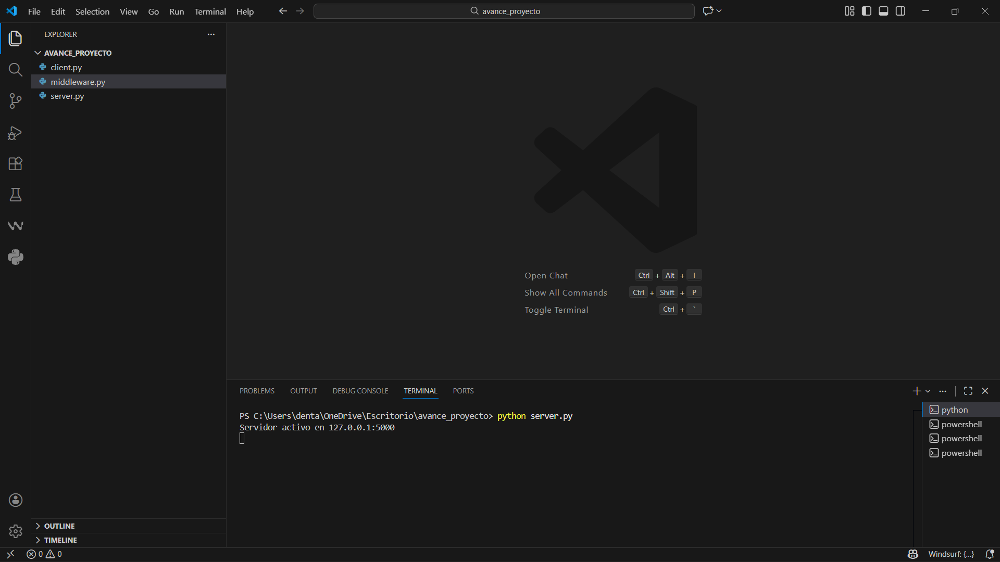 File Edit Selection View Go Run Terminal Help
avance_proyecto
EXPLORER
AVANCE_PROYECTO
client.py
middleware.py
server.py
Open Chat Ctrl + Alt + I
Show All Commands Ctrl + Shift + P
Toggle Terminal Ctrl + `
PROBLEMS OUTPUT DEBUG CONSOLE TERMINAL PORTS
PS C:\Users\denta\OneDrive\Escritorio\avance_proyecto> python server.py
Servidor activo en 127.0.0.1:5000
python
powershell
powershell
powershell
OUTLINE
TIMELINE
0 0
Windsurf: {...}